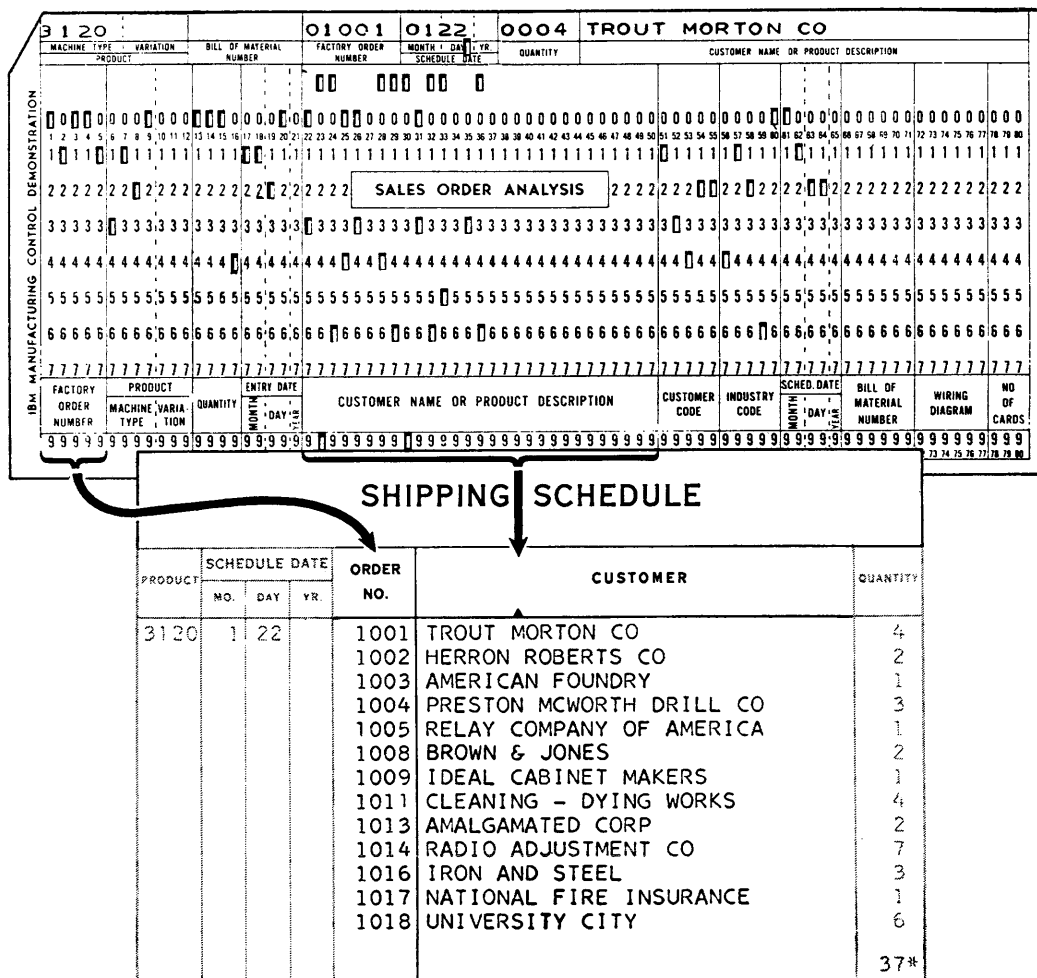 3120 01001 0122 0004 TROUT MORTON CO
MACHINE TYPE VARIATION BILL OF MATERIAL NUMBER FACTORY ORDER NUMBER MONTH DAY YR. QUANTITY CUSTOMER NAME OR PRODUCT DESCRIPTION
PRODUCT SCHEDULE DATE
IBM MANUFACTURING CONTROL DEMONSTRATION
SALES ORDER ANALYSIS
FACTORY ORDER NUMBER
PRODUCT
MACHINE TYPE
VARIATION
QUANTITY
ENTRY DATE
MONTH DAY YEAR
CUSTOMER NAME OR PRODUCT DESCRIPTION
CUSTOMER CODE
INDUSTRY CODE
SCHED. DATE
MONTH DAY YEAR
BILL OF MATERIAL NUMBER
WIRING DIAGRAM
NO OF CARDS
SHIPPING SCHEDULE
PRODUCT SCHEDULE DATE ORDER NO. CUSTOMER QUANTITY
MO. DAY YR.
3120 1 22 1001 TROUT MORTON CO 4
1002 HERRON ROBERTS CO 2
1003 AMERICAN FOUNDRY 1
1004 PRESTON MCWORTH DRILL CO 3
1005 RELAY COMPANY OF AMERICA 1
1008 BROWN & JONES 2
1009 IDEAL CABINET MAKERS 1
1011 CLEANING - DYING WORKS 4
1013 AMALGAMATED CORP 2
1014 RADIO ADJUSTMENT CO 7
1016 IRON AND STEEL 3
1017 NATIONAL FIRE INSURANCE 1
1018 UNIVERSITY CITY 6
37*